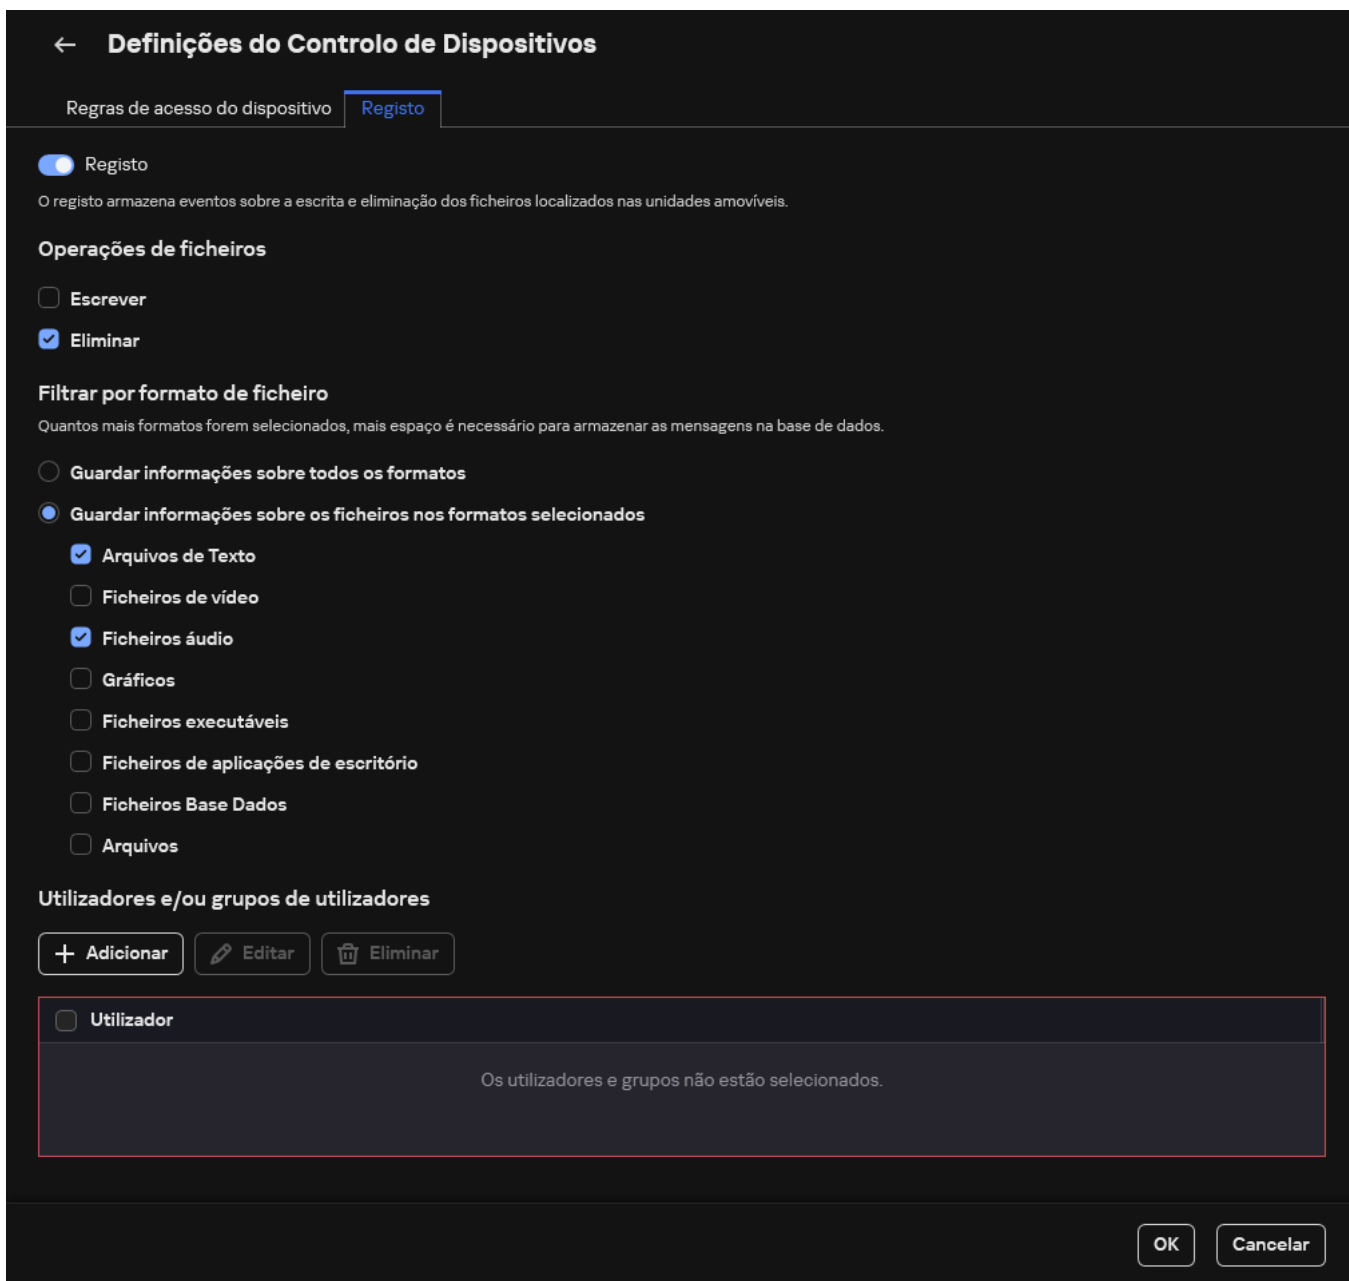 Definições do Controlo de Dispositivos
Regras de acesso do dispositivo
Registo
Registo
O registo armazena eventos sobre a escrita e eliminação dos ficheiros localizados nas unidades amovíveis.
Operações de ficheiros
Escrever
Eliminar
Filtrar por formato de ficheiro
Quantos mais formatos forem selecionados, mais espaço é necessário para armazenar as mensagens na base de dados.
Guardar informações sobre todos os formatos
Guardar informações sobre os ficheiros nos formatos selecionados
Arquivos de Texto
Ficheiros de vídeo
Ficheiros áudio
Gráficos
Ficheiros executáveis
Ficheiros de aplicações de escritório
Ficheiros Base Dados
Arquivos
Utilizadores e/ou grupos de utilizadores
Adicionar
Editar
Eliminar
Utilizador
Os utilizadores e grupos não estão selecionados.
OK
Cancelar